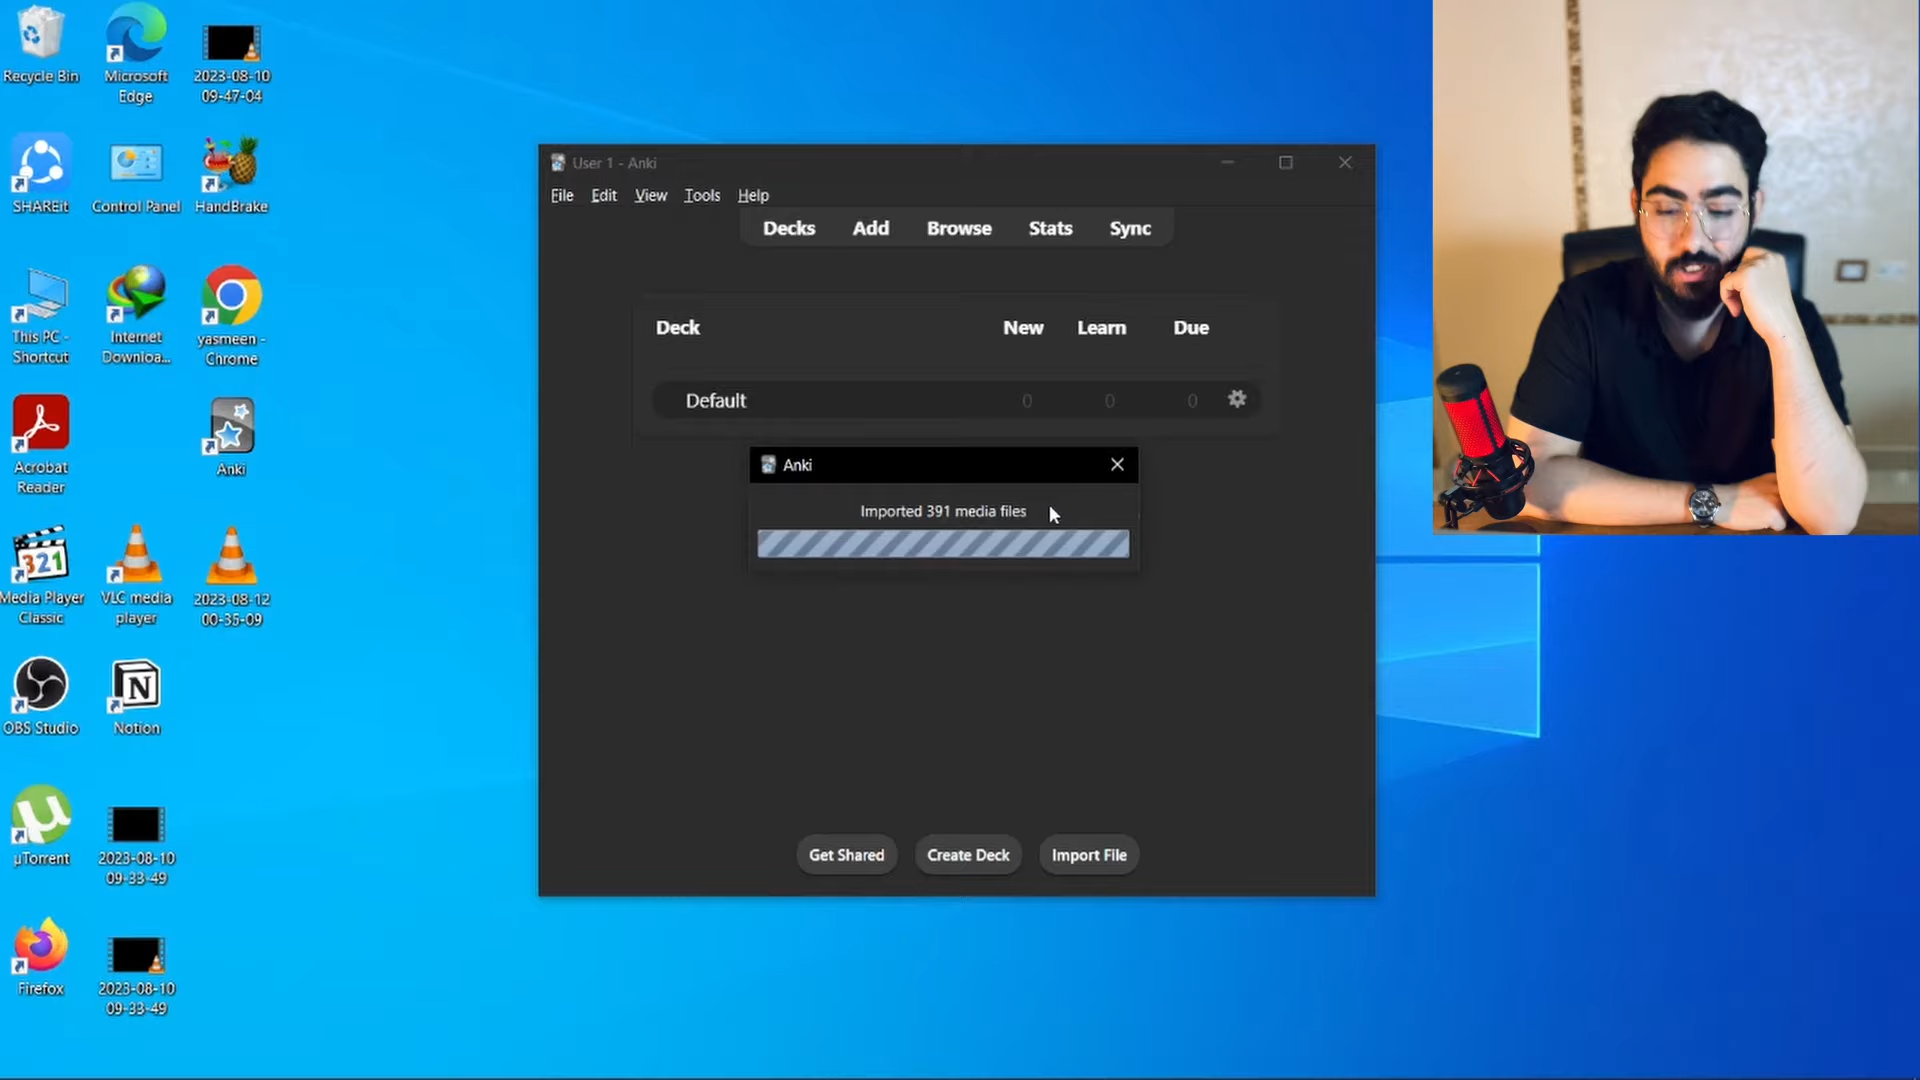 Recycle Bin
Microsoft
Edge
2023-08-10
09-47-04
SHAREit
Control Panel
HandBrake
This PC -
Shortcut
Internet
Downloa...
yasmeen -
Chrome
Acrobat
Reader
Anki
321
Media Player
Classic
VLC media
player
2023-08-12
00-35-09
OBS Studio
Notion
µTorrent
2023-08-10
09-33-49
Firefox
2023-08-10
09-33-49
User 1 - Anki
File Edit View Tools Help
Decks Add Browse Stats Sync
Deck New Learn Due
Default 0 0 0
Anki
Imported 391 media files
Get Shared Create Deck Import File